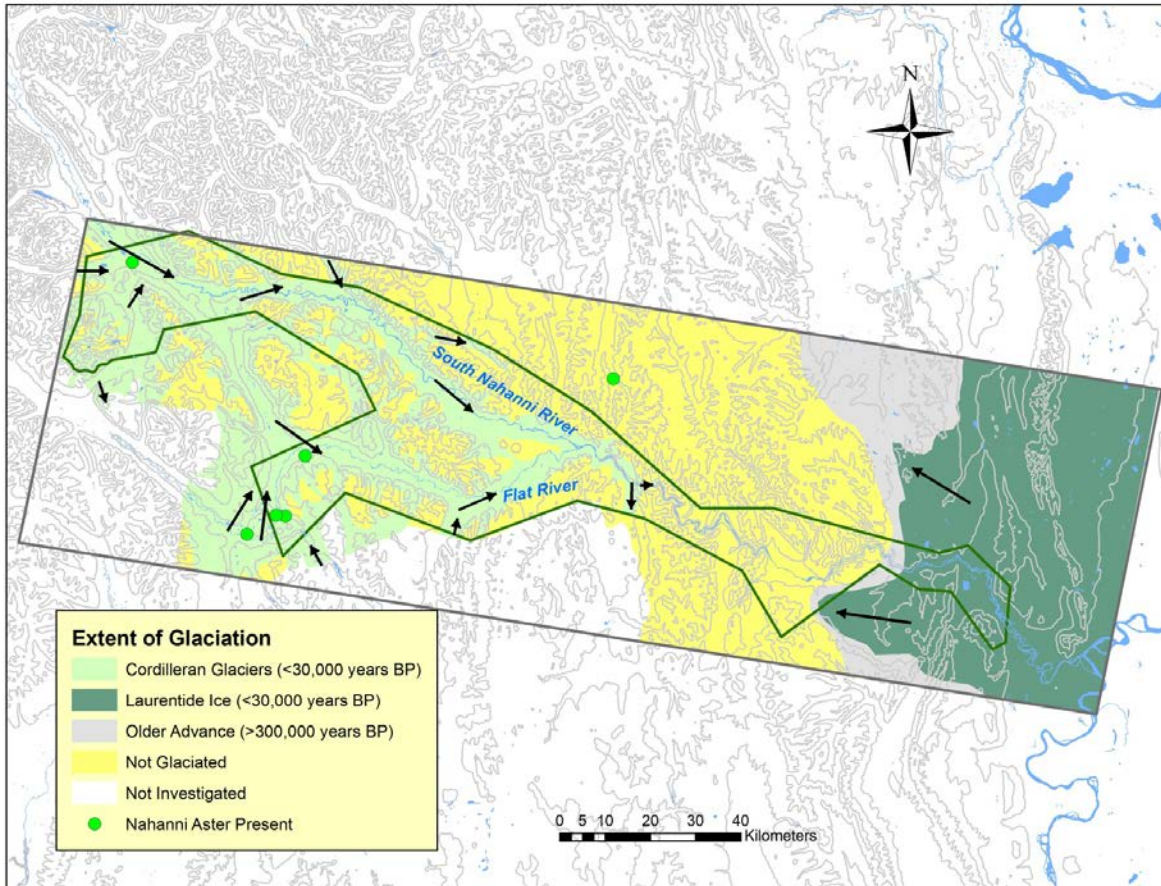 N
South Nahanni River
Flat River
Extent of Glaciation
Cordilleran Glaciers (<30,000 years BP)
Laurentide Ice (<30,000 years BP)
Older Advance (>300,000 years BP)
Not Glaciated
Not Investigated
Nahanni Aster Present
0 5 10 20 30 40
Kilometers